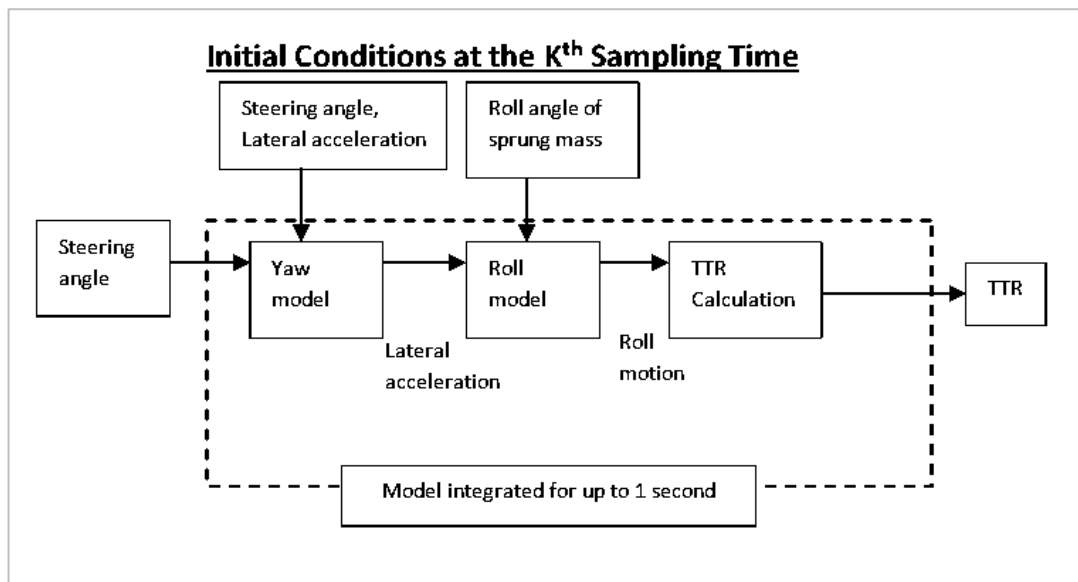 Initial Conditions at the Kth Sampling Time
Steering angle,
Lateral acceleration
Roll angle of
sprung mass
Steering
angle
Yaw
model
Roll
model
TTR
Calculation
TTR
Lateral
acceleration
Roll
motion
Model integrated for up to 1 second